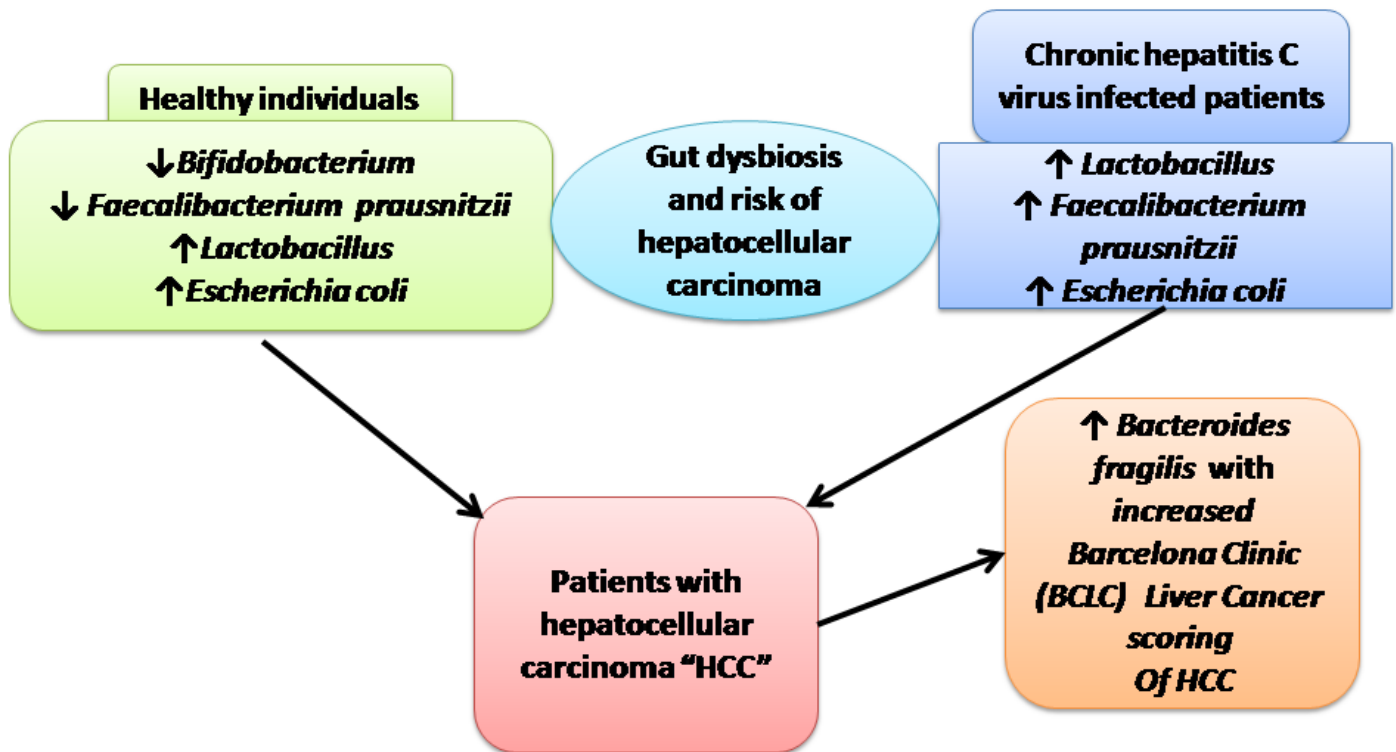 Healthy individuals
↓Bifidobacterium
↓ Faecalibacterium prausnitzii
↑Lactobacillus
↑Escherichia coli
Gut dysbiosis
and risk of
hepatocellular
carcinoma
Chronic hepatitis C
virus infected patients
↑ Lactobacillus
↑ Faecalibacterium
prausnitzii
↑ Escherichia coli
Patients with
hepatocellular
carcinoma “HCC”
↑ Bacteroides
fragilis with
increased
Barcelona Clinic
(BCLC) Liver Cancer
scoring
Of HCC